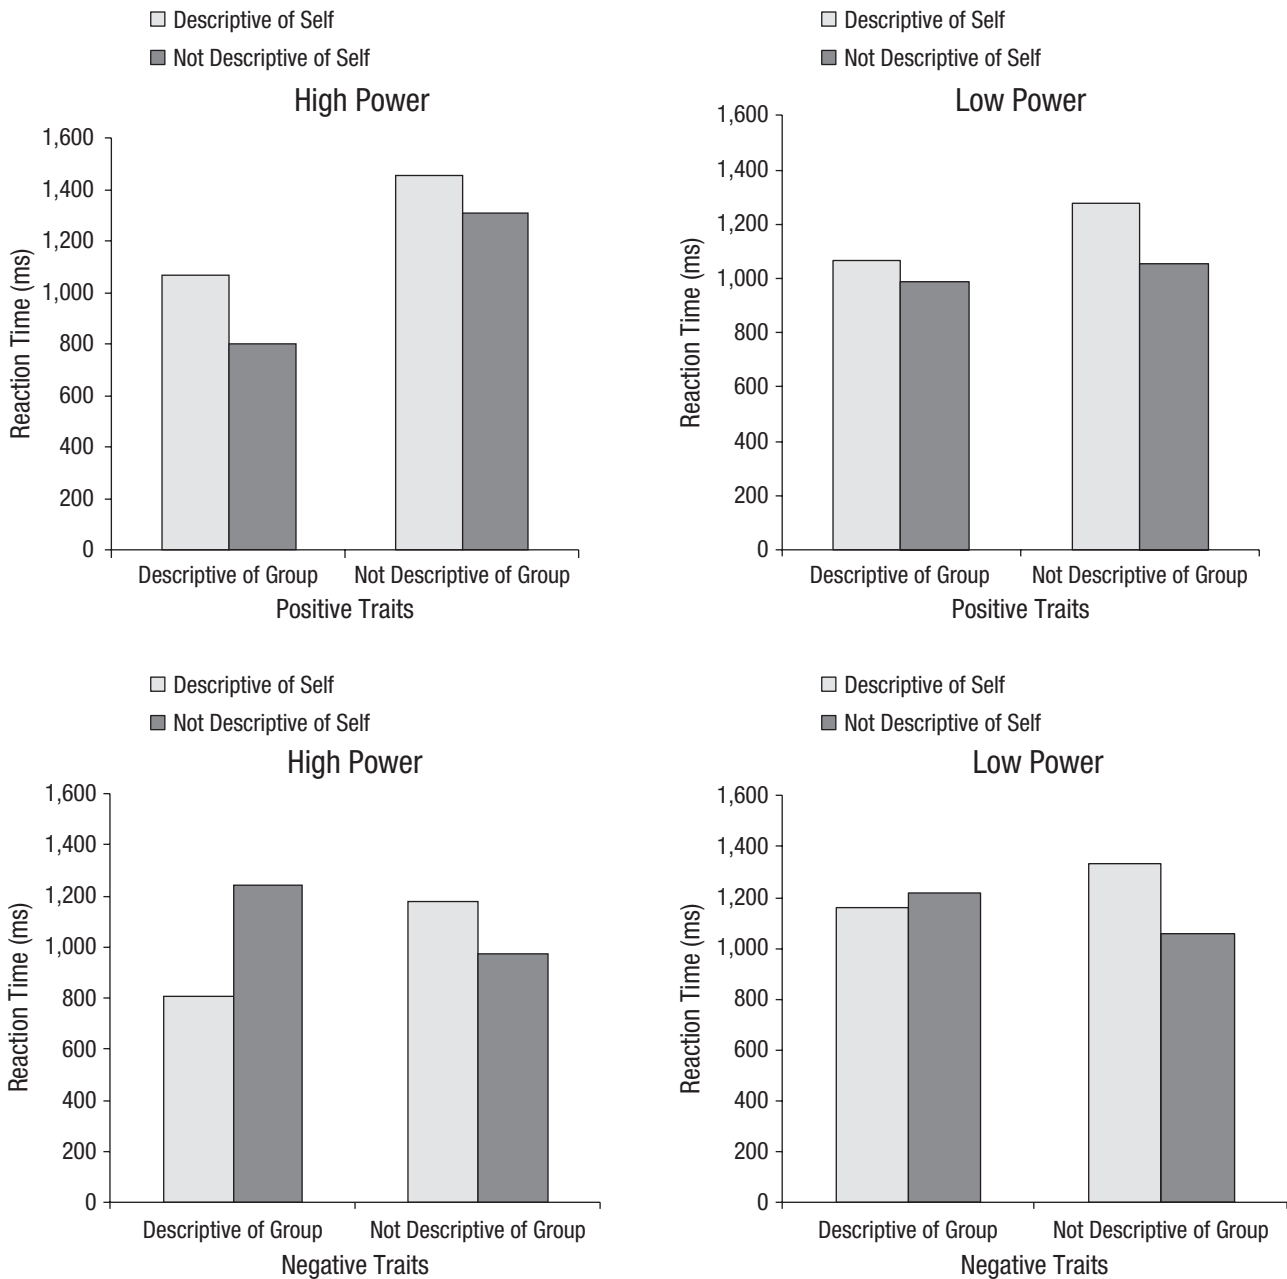 Descriptive of Self
Not Descriptive of Self
High Power
1,600
1,400
1,200
1,000
800
600
400
200
0
Reaction Time (ms)
Descriptive of Group Not Descriptive of Group
Positive Traits
Descriptive of Self
Not Descriptive of Self
Low Power
1,600
1,400
1,200
1,000
800
600
400
200
0
Reaction Time (ms)
Descriptive of Group Not Descriptive of Group
Positive Traits
Descriptive of Self
Not Descriptive of Self
High Power
1,600
1,400
1,200
1,000
800
600
400
200
0
Reaction Time (ms)
Descriptive of Group Not Descriptive of Group
Negative Traits
Descriptive of Self
Not Descriptive of Self
Low Power
1,600
1,400
1,200
1,000
800
600
400
200
0
Reaction Time (ms)
Descriptive of Group Not Descriptive of Group
Negative Traits